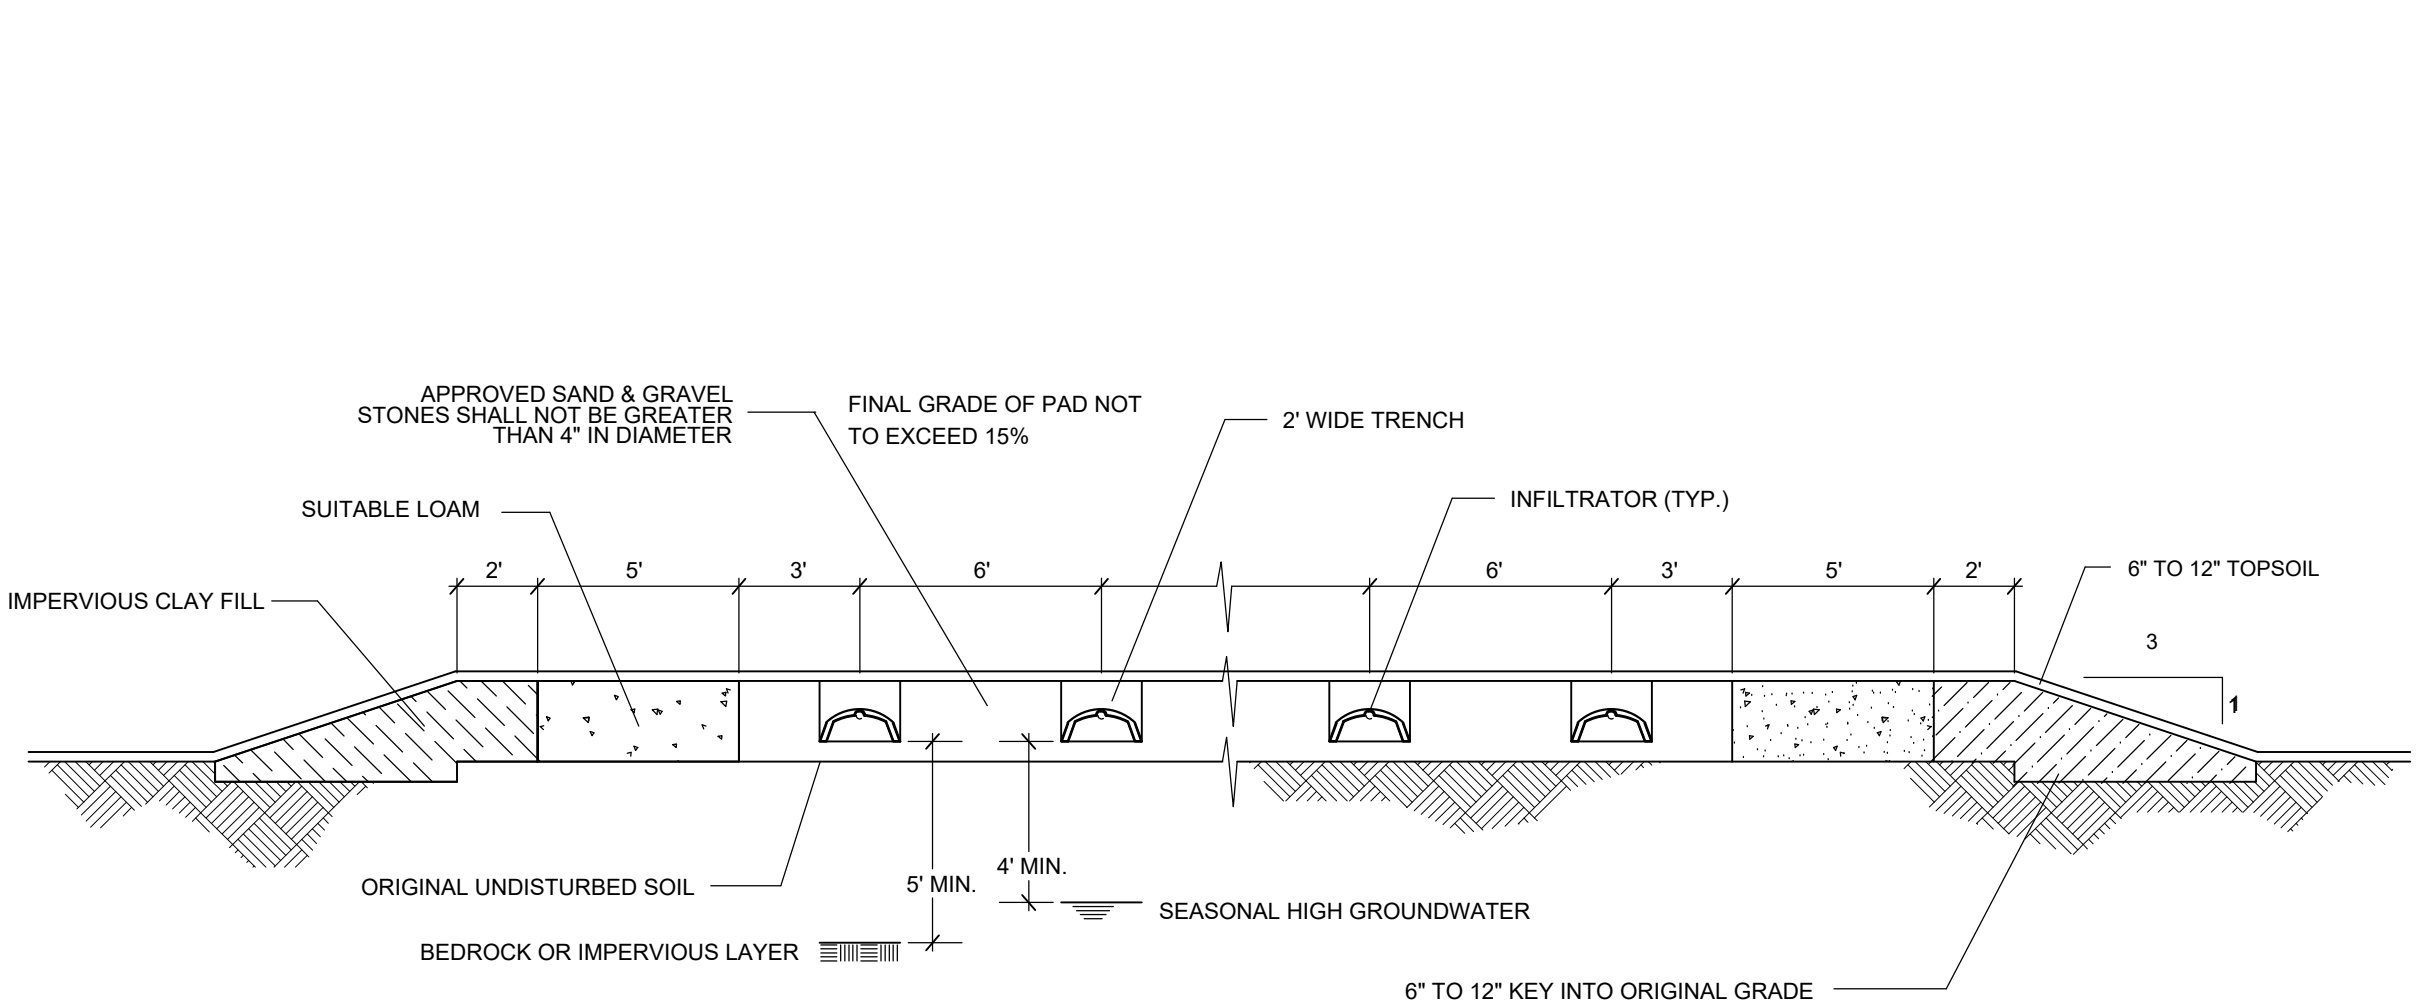 APPROVED SAND & GRAVEL
STONES SHALL NOT BE GREATER
THAN 4" IN DIAMETER
FINAL GRADE OF PAD NOT
TO EXCEED 15%
2' WIDE TRENCH
SUITABLE LOAM
INFILTRATOR (TYP.)
2' 5' 3' 6' 6' 3' 5' 2'
6" TO 12" TOPSOIL
IMPERVIOUS CLAY FILL
3
1
4' MIN.
5' MIN.
ORIGINAL UNDISTURBED SOIL
SEASONAL HIGH GROUNDWATER
BEDROCK OR IMPERVIOUS LAYER
6" TO 12" KEY INTO ORIGINAL GRADE